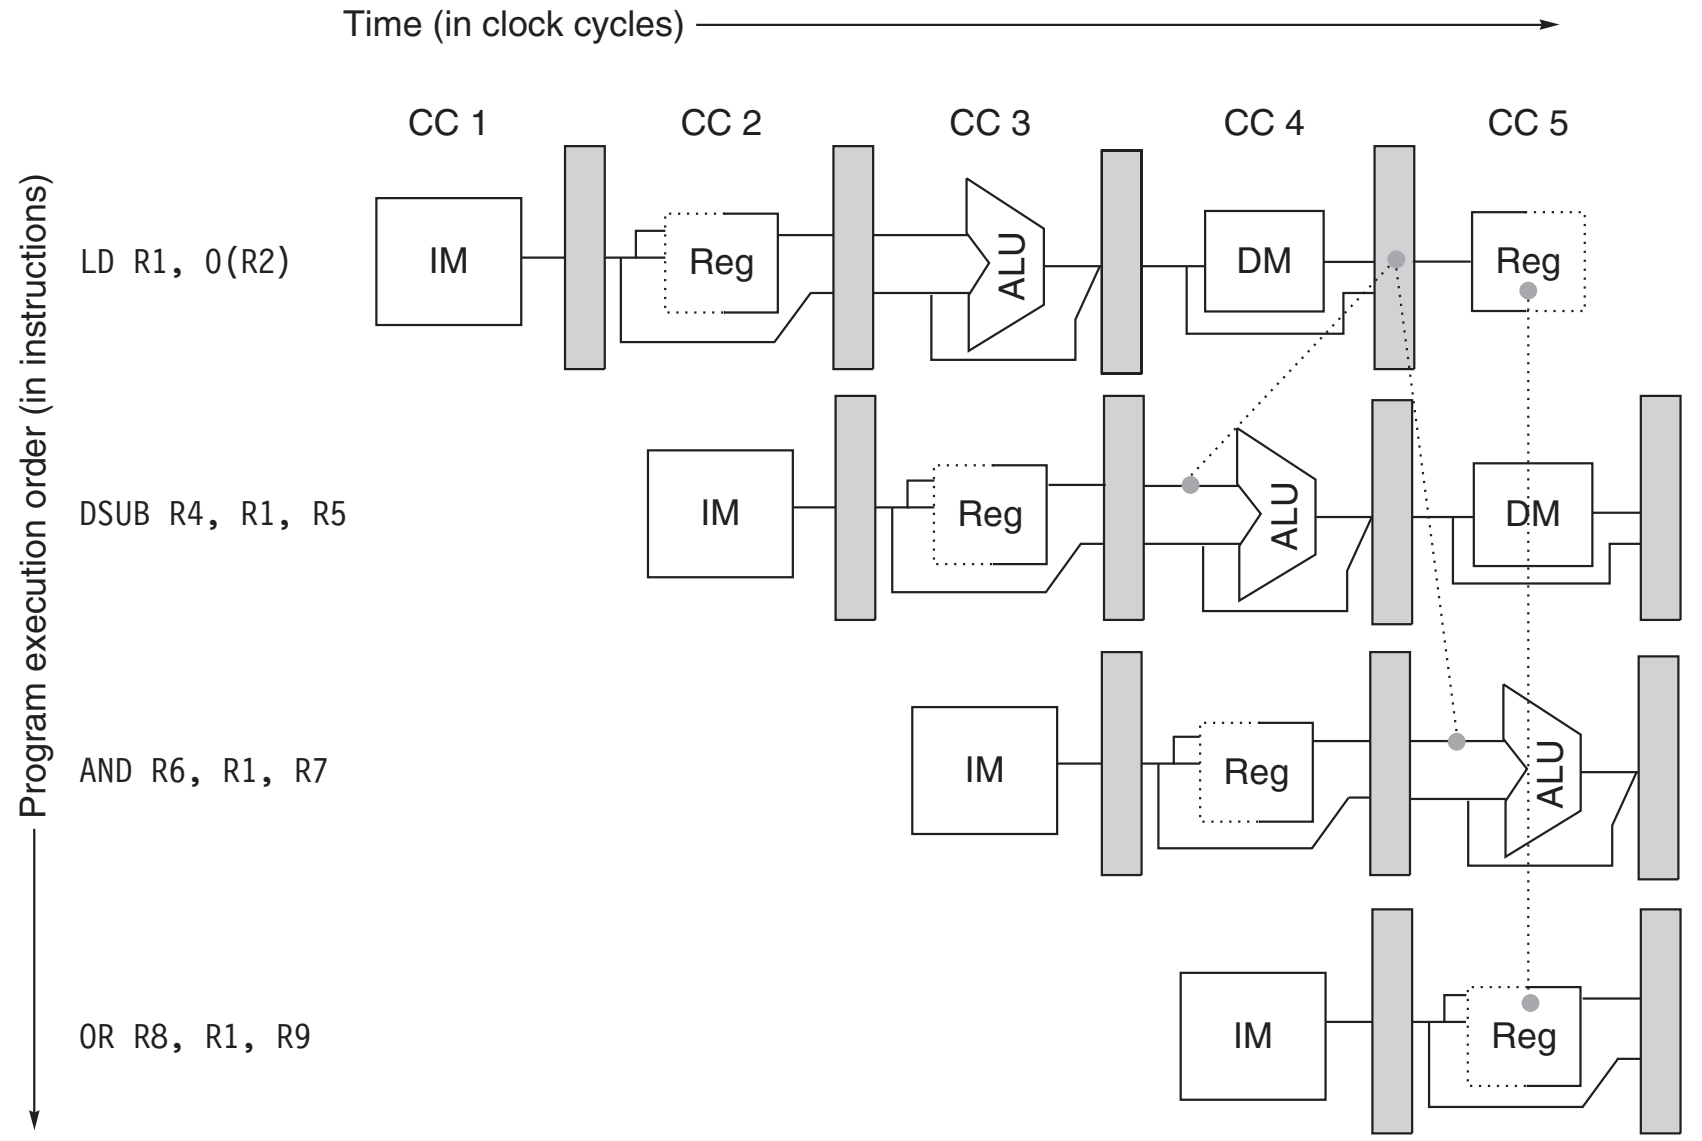 Time (in clock cycles)
CC 1 CC 2 CC 3 CC 4 CC 5
Program execution order (in instructions)
LD R1, 0(R2) IM Reg ALU DM Reg
DSUB R4, R1, R5 IM Reg ALU DM
AND R6, R1, R7 IM Reg ALU
OR R8, R1, R9 IM Reg